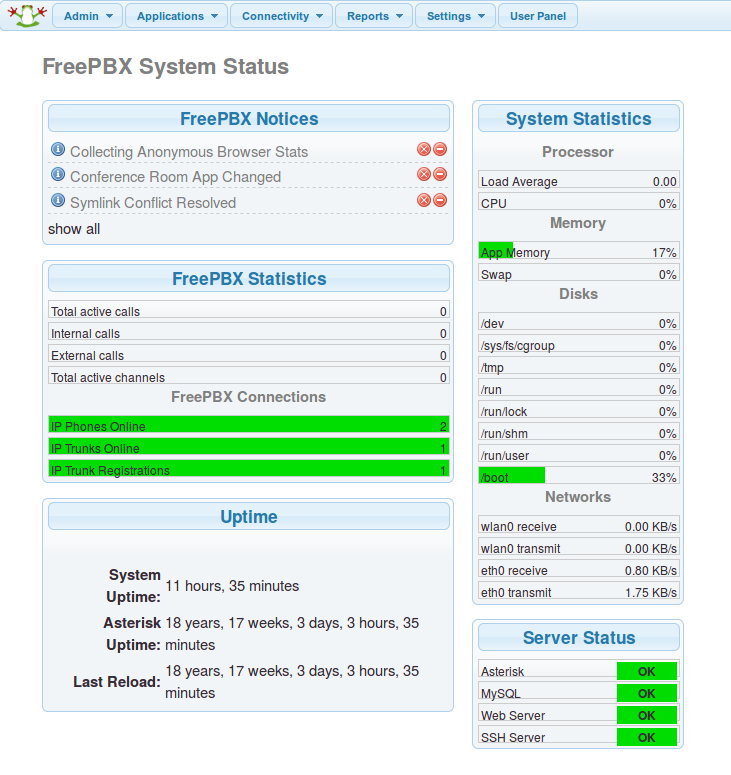 Admin Applications Connectivity Reports Settings User Panel
FreePBX System Status
FreePBX Notices
Collecting Anonymous Browser Stats
Conference Room App Changed
Symlink Conflict Resolved
show all
FreePBX Statistics
Total active calls 0
Internal calls 0
External calls 0
Total active channels 0
FreePBX Connections
IP Phones Online 2
IP Trunks Online 1
IP Trunk Registrations 1
Uptime
System
Uptime: 11 hours, 35 minutes
Asterisk 18 years, 17 weeks, 3 days, 3 hours, 35
Uptime: minutes
Last Reload: 18 years, 17 weeks, 3 days, 3 hours, 35
minutes
System Statistics
Processor
Load Average 0.00
CPU 0%
Memory
App Memory 17%
Swap 0%
Disks
/dev 0%
/sys/fs/cgroup 0%
/tmp 0%
/run 0%
/run/lock 0%
/run/shm 0%
/run/user 0%
/boot 33%
Networks
wlan0 receive 0.00 KB/s
wlan0 transmit 0.00 KB/s
eth0 receive 0.80 KB/s
eth0 transmit 1.75 KB/s
Server Status
Asterisk OK
MySQL OK
Web Server OK
SSH Server OK